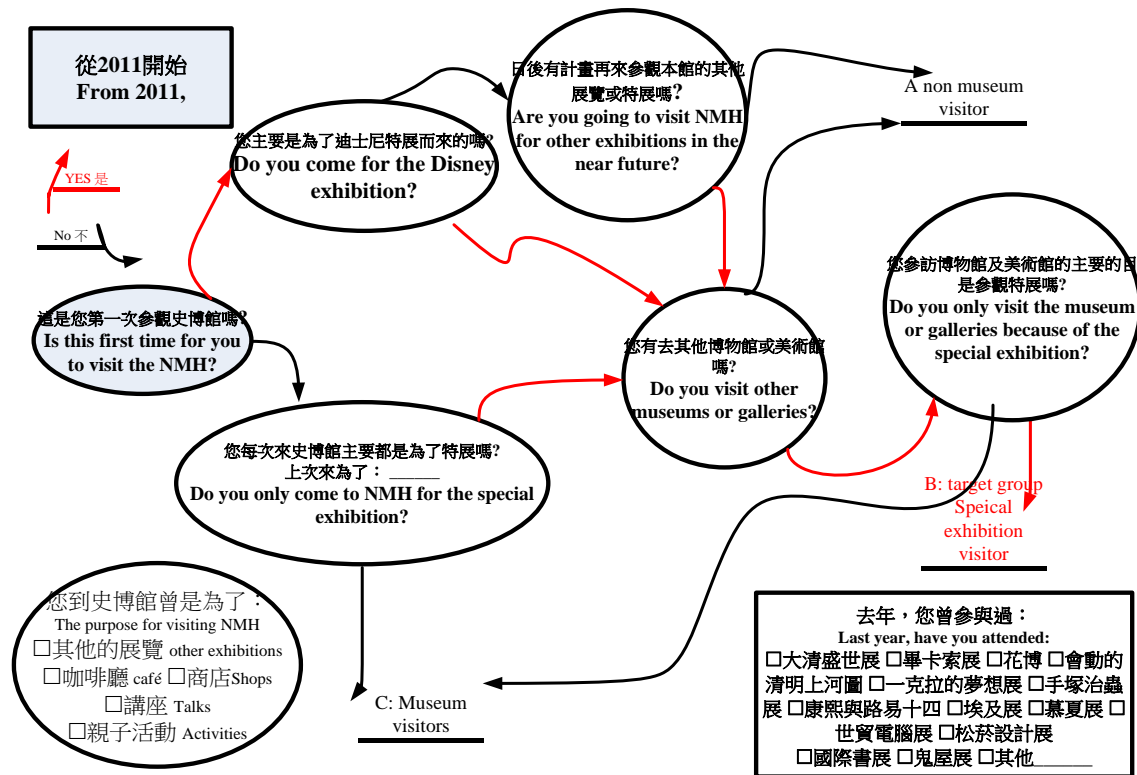 從2011開始
From 2011,
YES 是
No 不
這是您第一次參觀史博館嗎?
Is this first time for you
to visit the NMH?
您主要是為了迪士尼特展而來的嗎?
Do you come for the Disney
exhibition?
日後有計畫再來參觀本館的其他
展覽或特展嗎?
Are you going to visit NMH
for other exhibitions in the
near future?
A non museum
visitor
您有去其他博物館或美術館
嗎?
Do you visit other
museums or galleries?
您參訪博物館及美術館的主要的目
是參觀特展嗎?
Do you only visit the museum
or galleries because of the
special exhibition?
您每次來史博館主要都是為了特展嗎?
上次來為了： _____
Do you only come to NMH for the special
exhibition?
B: target group
Speical
exhibition
visitor
C: Museum
visitors
您到史博館曾是為了：
The purpose for visiting NMH
□其他的展覽 other exhibitions
□咖啡廳 café □商店Shops
□講座 Talks
□親子活動 Activities
去年，您曾參與過：
Last year, have you attended:
□大清盛世展 □畢卡索展 □花博 □會動的
清明上河圖 □一克拉的夢想展 □手塚治蟲
展 □康熙與路易十四 □埃及展 □慕夏展 □
世貿電腦展 □松菸設計展
□國際書展 □鬼屋展 □其他______